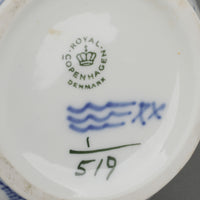 ROYAL
COPENHAGEN
DENMARK
XX
1
519